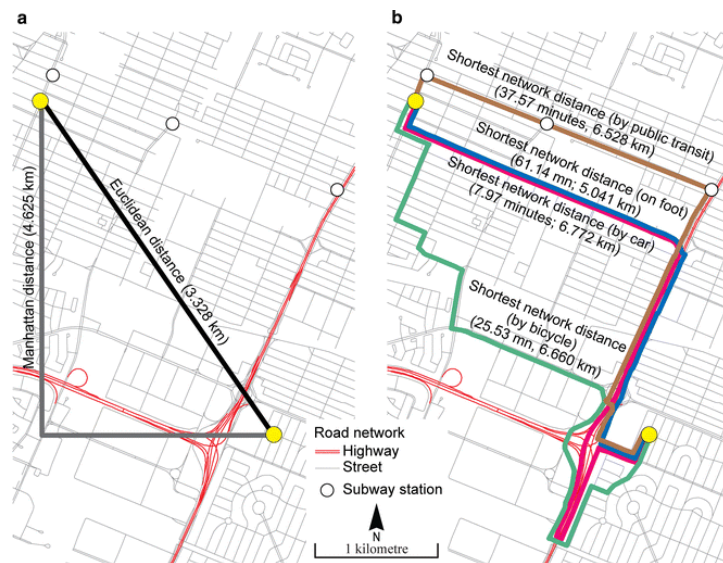 a
Manhattan distance (4.625 km)
Euclidean distance (3.328 km)
b
Shortest network distance (by public transit)
(37.57 minutes, 6.528 km)
Shortest network distance (on foot)
(61.14 mn; 5.041 km)
Shortest network distance (by car)
(7.97 minutes; 6.772 km)
Shortest network distance
(by bicycle)
(25.53 mn, 6.660 km)
Road network
Highway
Street
Subway station
N
1 kilometre